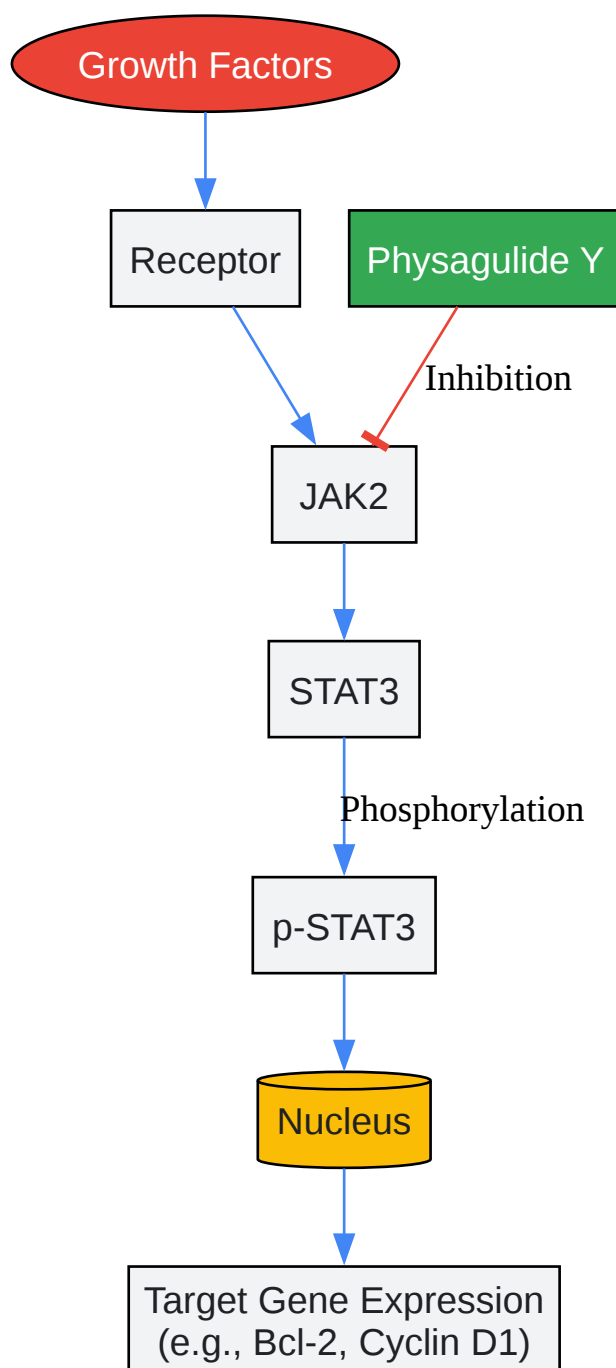 Growth Factors
Receptor
Physagulide Y
Inhibition
JAK2
STAT3
Phosphorylation
p-STAT3
Nucleus
Target Gene Expression
(e.g., Bcl-2, Cyclin D1)